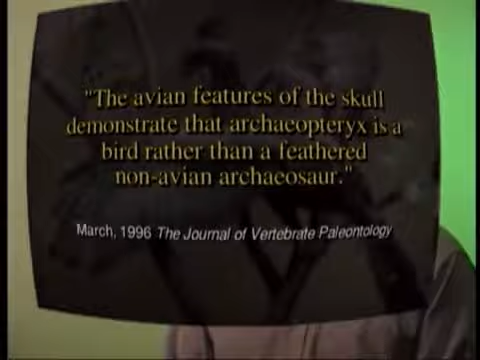 "The avian features of the skull
demonstrate that archaeopteryx is a
bird rather than a feathered
non-avian archaeosaur."
March, 1996 The Journal of Vertebrate Paleontology